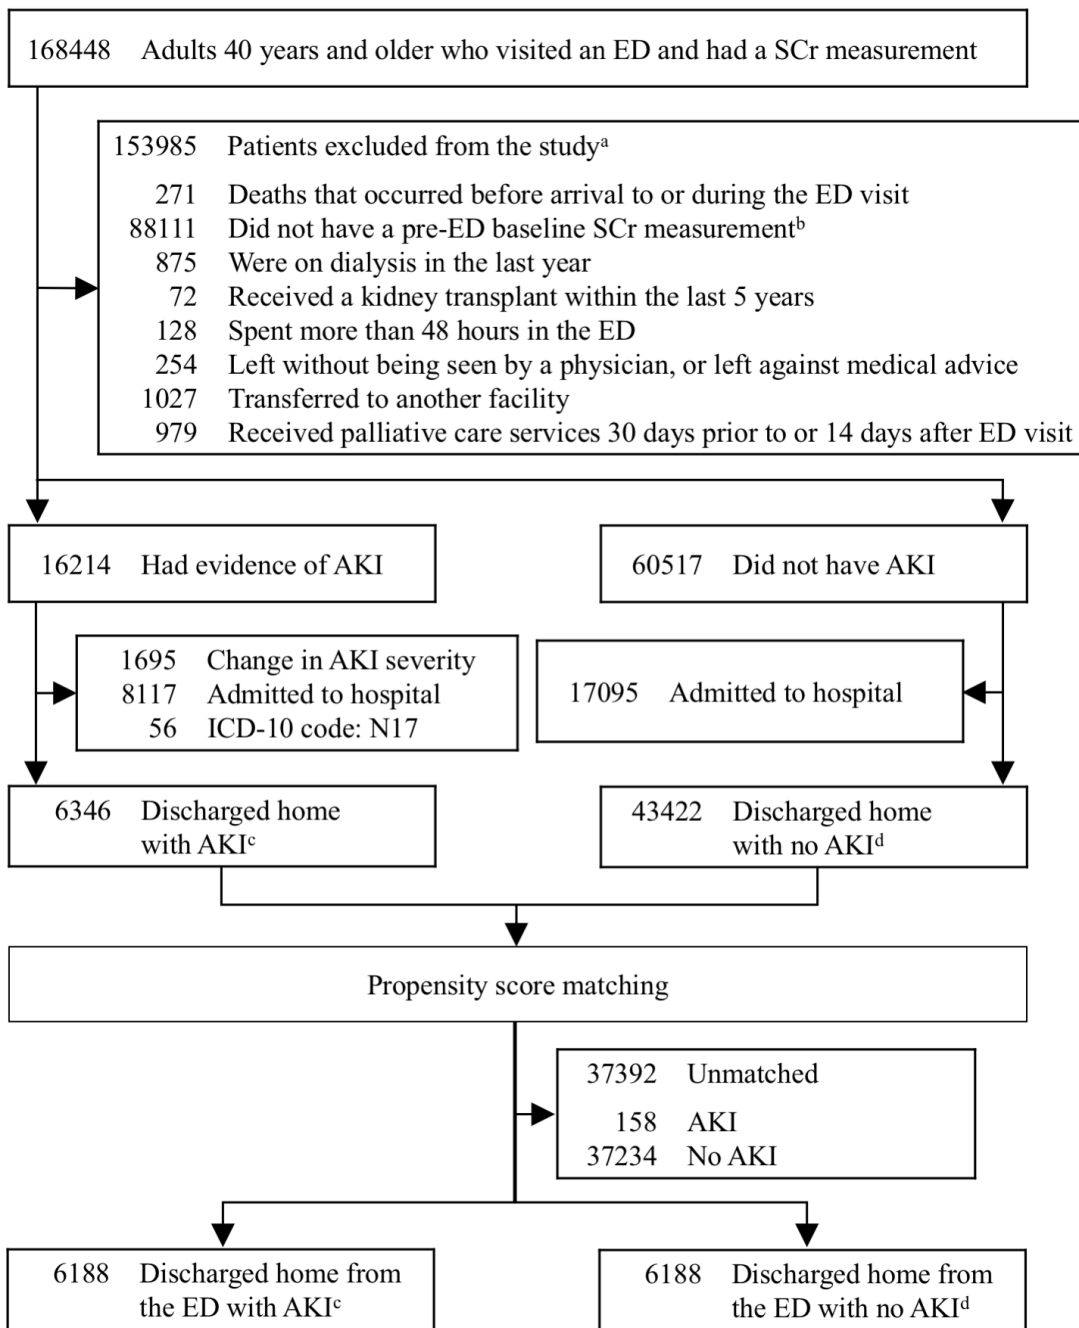 168448 Adults 40 years and older who visited an ED and had a SCr measurement
153985 Patients excluded from the studyᵃ
271 Deaths that occurred before arrival to or during the ED visit
88111 Did not have a pre-ED baseline SCr measurementᵇ
875 Were on dialysis in the last year
72 Received a kidney transplant within the last 5 years
128 Spent more than 48 hours in the ED
254 Left without being seen by a physician, or left against medical advice
1027 Transferred to another facility
979 Received palliative care services 30 days prior to or 14 days after ED visit
16214 Had evidence of AKI
60517 Did not have AKI
1695 Change in AKI severity
8117 Admitted to hospital
56 ICD-10 code: N17
17095 Admitted to hospital
6346 Discharged home
with AKIᶜ
43422 Discharged home
with no AKIᵈ
Propensity score matching
37392 Unmatched
158 AKI
37234 No AKI
6188 Discharged home from
the ED with AKIᶜ
6188 Discharged home from
the ED with no AKIᵈ